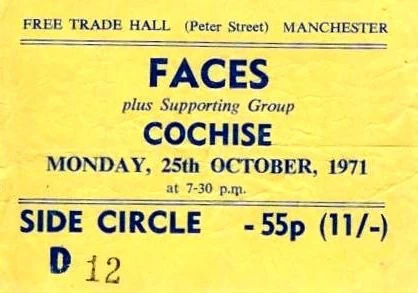 FREE TRADE HALL (Peter Street) MANCHESTER
FACES
plus Supporting Group
COCHISE
MONDAY, 25th OCTOBER, 1971
at 7-30 p.m.
SIDE CIRCLE - 55p (11/-)
D 12